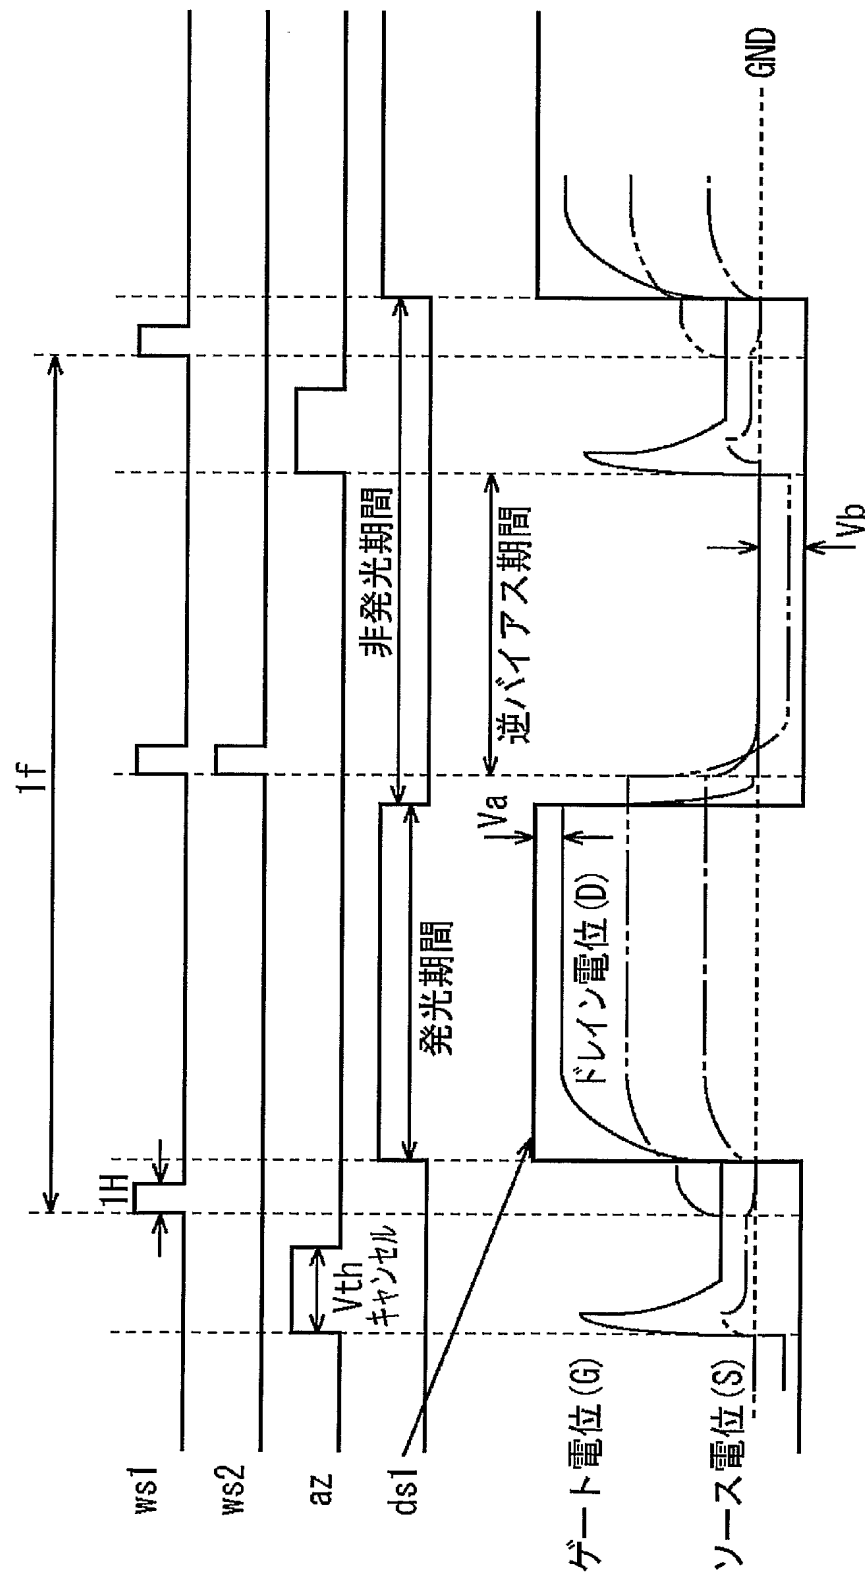 1f
1H
ws1
ws2
az
Vth
キャンセル
ds1
発光期間
非発光期間
逆バイアス期間
Va
ドレイン電位(D)
ゲート電位(G)
ソース電位(S)
Vb
GND